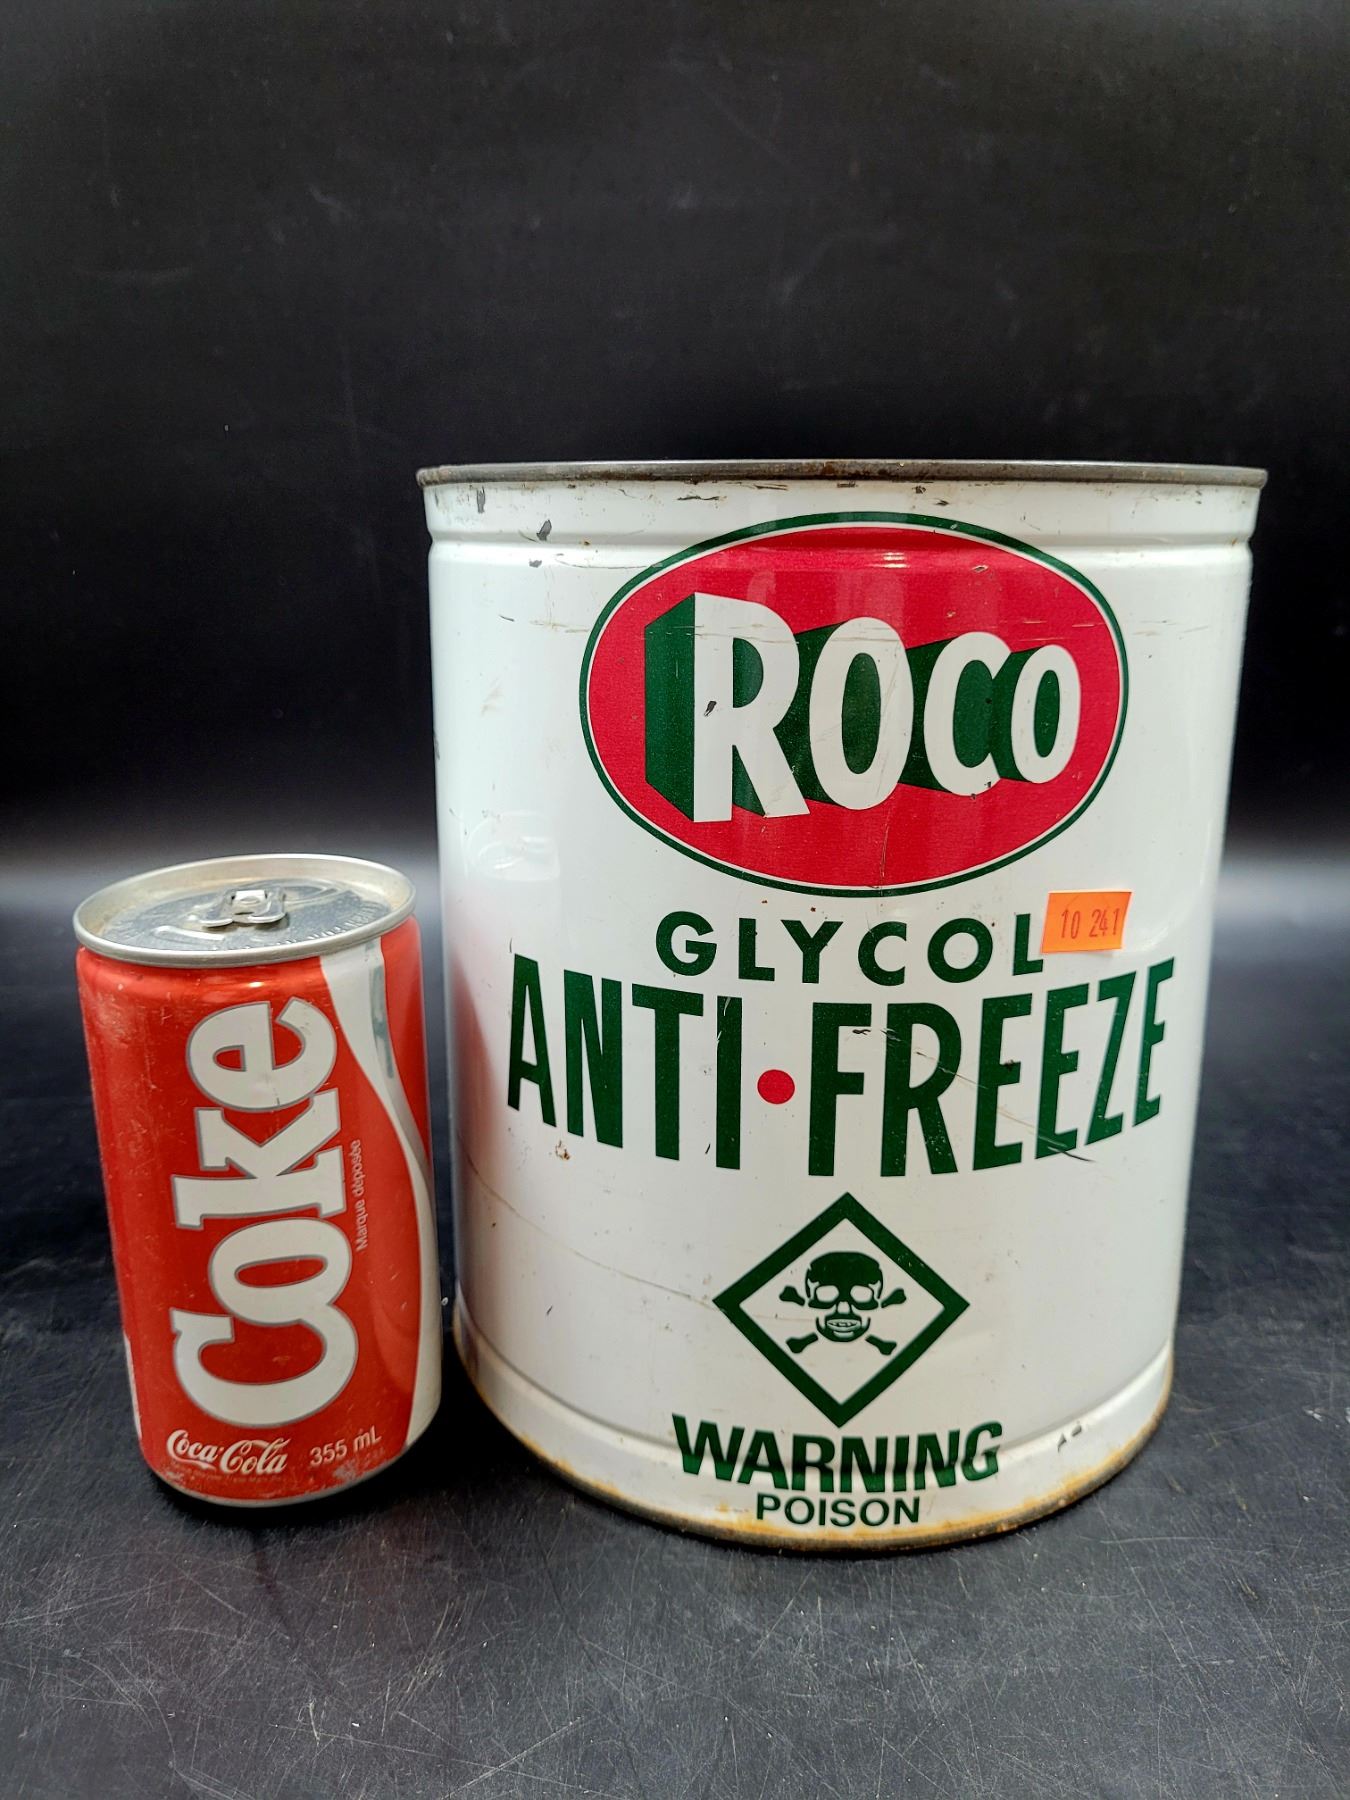 Coke
Marque déposée
Coca-Cola 355 mL
ROCO
GLYCOL
10 241
ANTI•FREEZE
WARNING
POISON